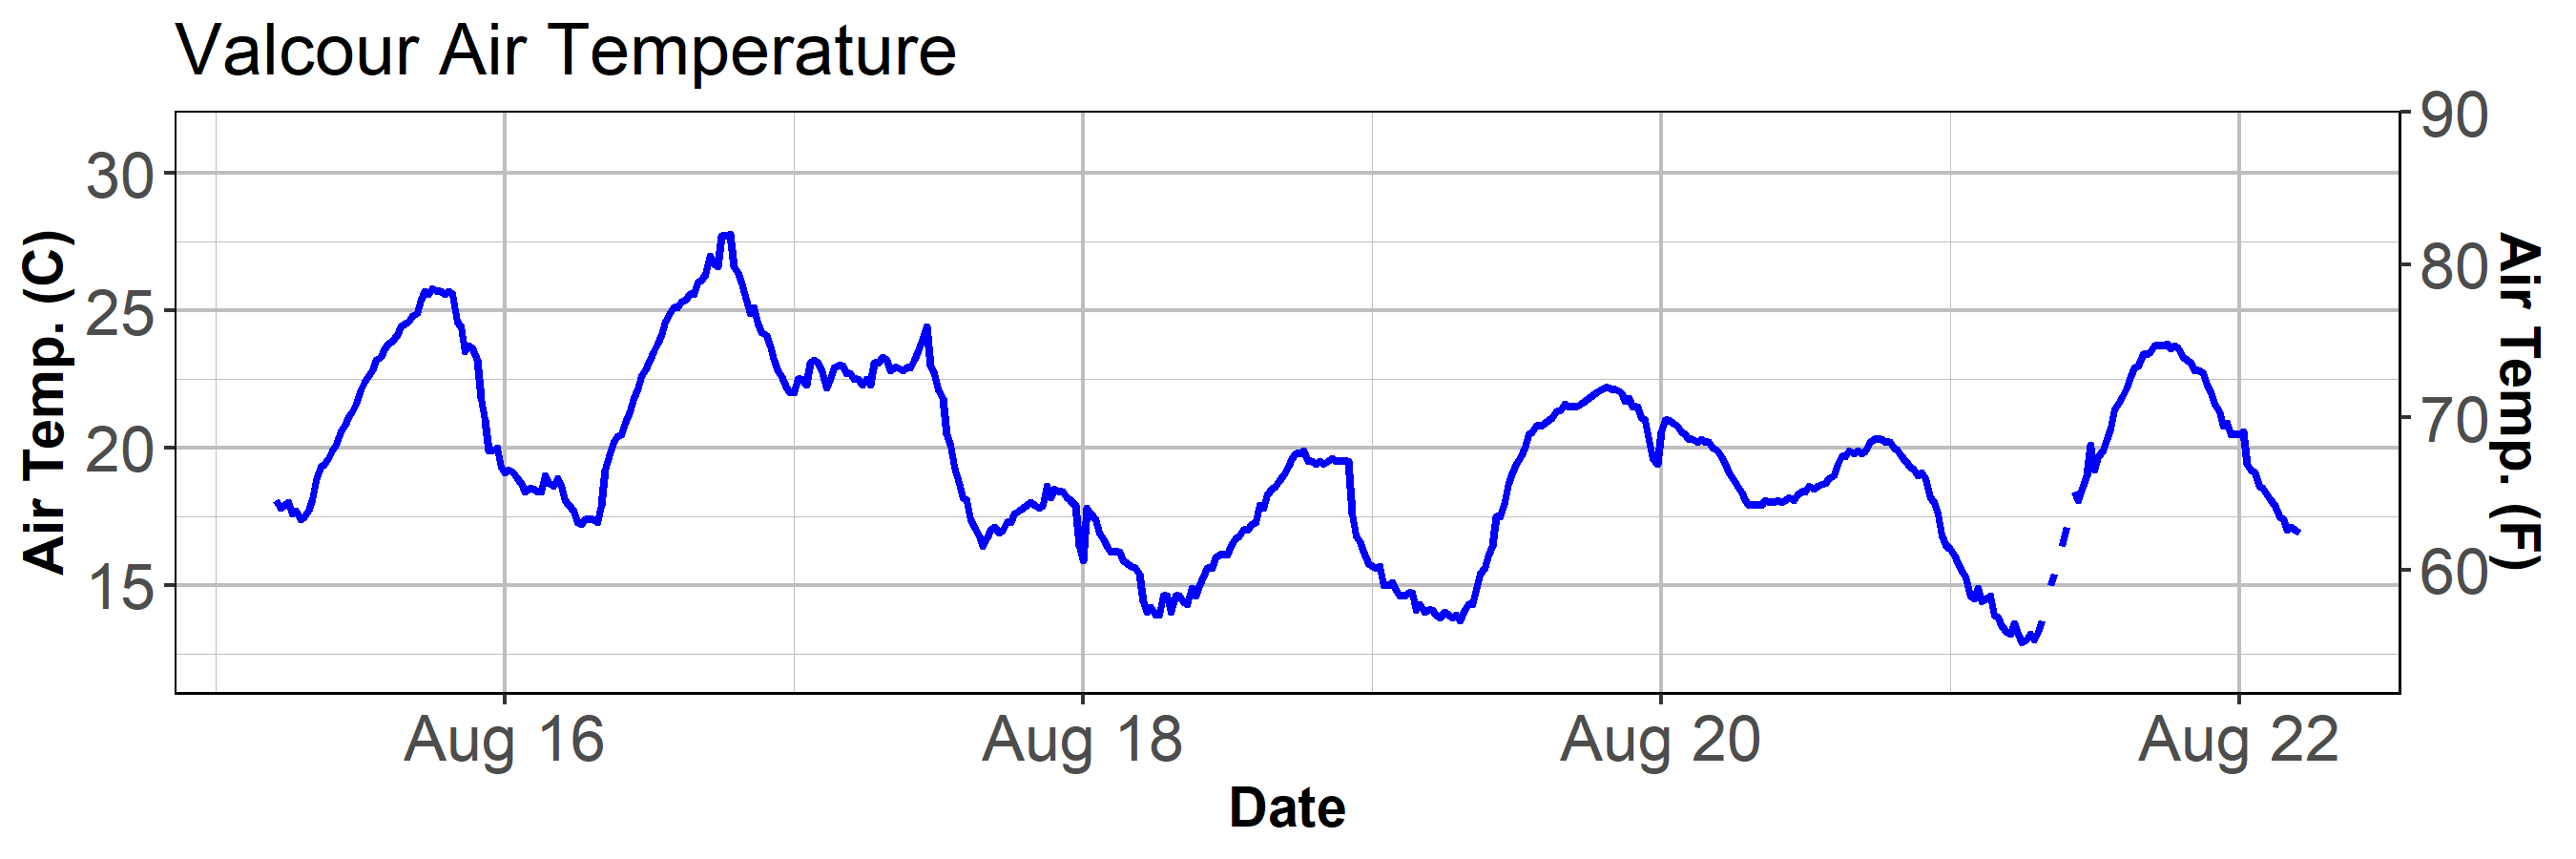 Valcour Air Temperature
30
25
20
15
Air Temp. (C)
90
80
70
60
Air Temp. (F)
Aug 16
Aug 18
Aug 20
Aug 22
Date